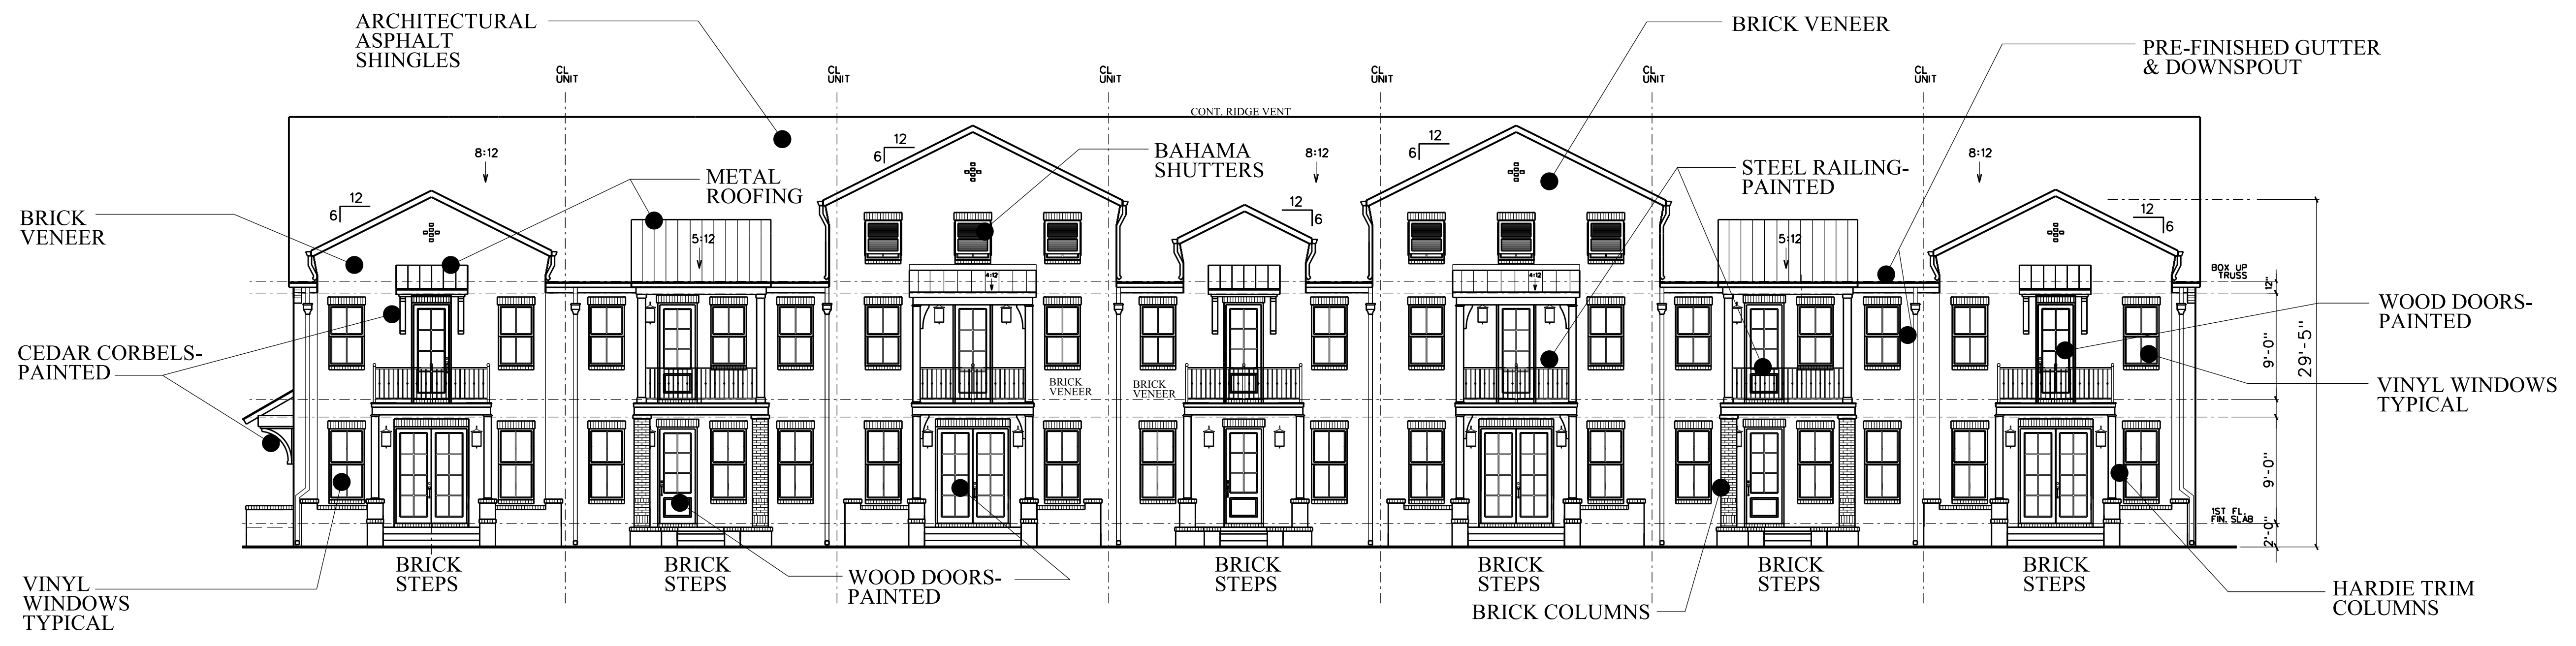 ARCHITECTURAL
ASPHALT
SHINGLES
BRICK VENEER
PRE-FINISHED GUTTER
& DOWNSPOUT
CL
UNIT
CL
UNIT
CL
UNIT
CL
UNIT
CL
UNIT
CL
UNIT
CONT. RIDGE VENT
8:12
12
6
BAHAMA
SHUTTERS
8:12
12
6
STEEL RAILING-
PAINTED
8:12
METAL
ROOFING
12
6
12
6
12
6
BRICK
VENEER
5:12
5:12
4:12
4:12
BOX UP
TRUSS
12"
CEDAR CORBELS-
PAINTED
WOOD DOORS-
PAINTED
9'-0"
29'-5"
BRICK
VENEER
BRICK
VENEER
VINYL WINDOWS
TYPICAL
9'-0"
1ST FL.
FIN. SLAB
2'-0"
BRICK
STEPS
BRICK
STEPS
BRICK
STEPS
BRICK
STEPS
BRICK
STEPS
BRICK
STEPS
VINYL
WINDOWS
TYPICAL
WOOD DOORS-
PAINTED
BRICK COLUMNS
HARDIE TRIM
COLUMNS